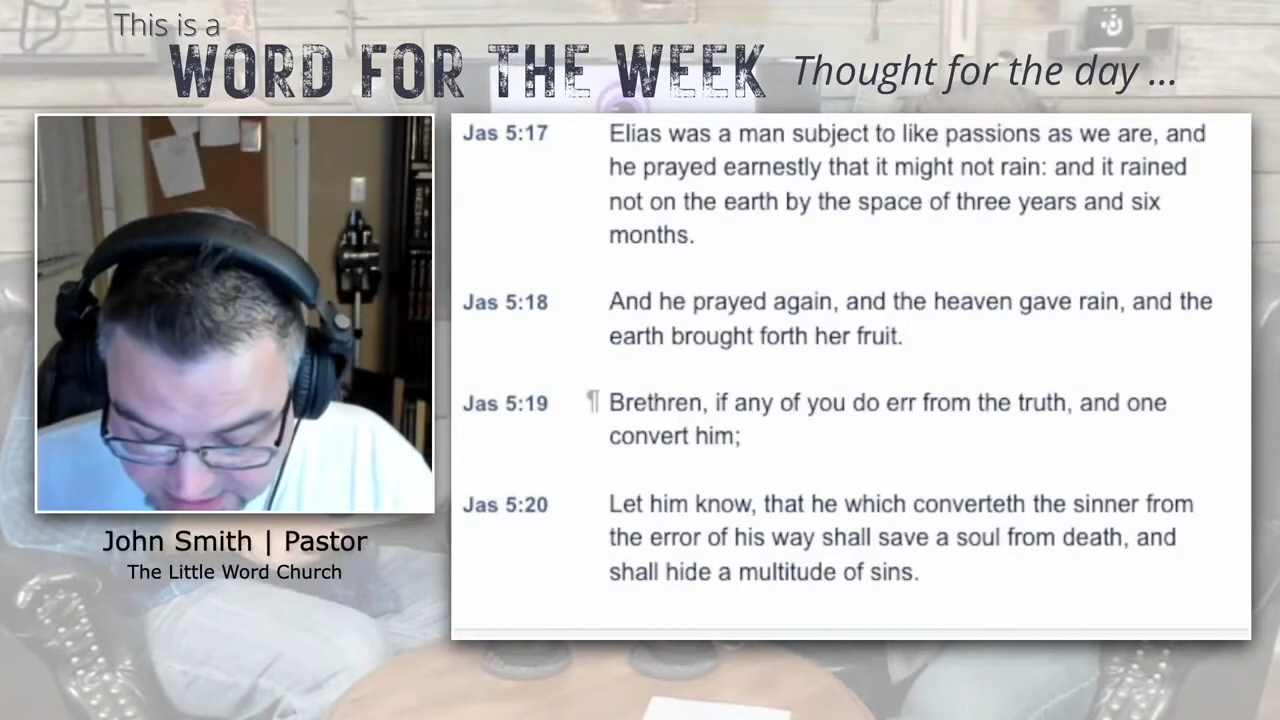 This is a
WORD FOR THE WEEK
Thought for the day ...
Jas 5:17 Elias was a man subject to like passions as we are, and
he prayed earnestly that it might not rain: and it rained
not on the earth by the space of three years and six
months.
Jas 5:18 And he prayed again, and the heaven gave rain, and the
earth brought forth her fruit.
Jas 5:19 ¶ Brethren, if any of you do err from the truth, and one
convert him;
Jas 5:20 Let him know, that he which converteth the sinner from
the error of his way shall save a soul from death, and
shall hide a multitude of sins.
John Smith | Pastor
The Little Word Church